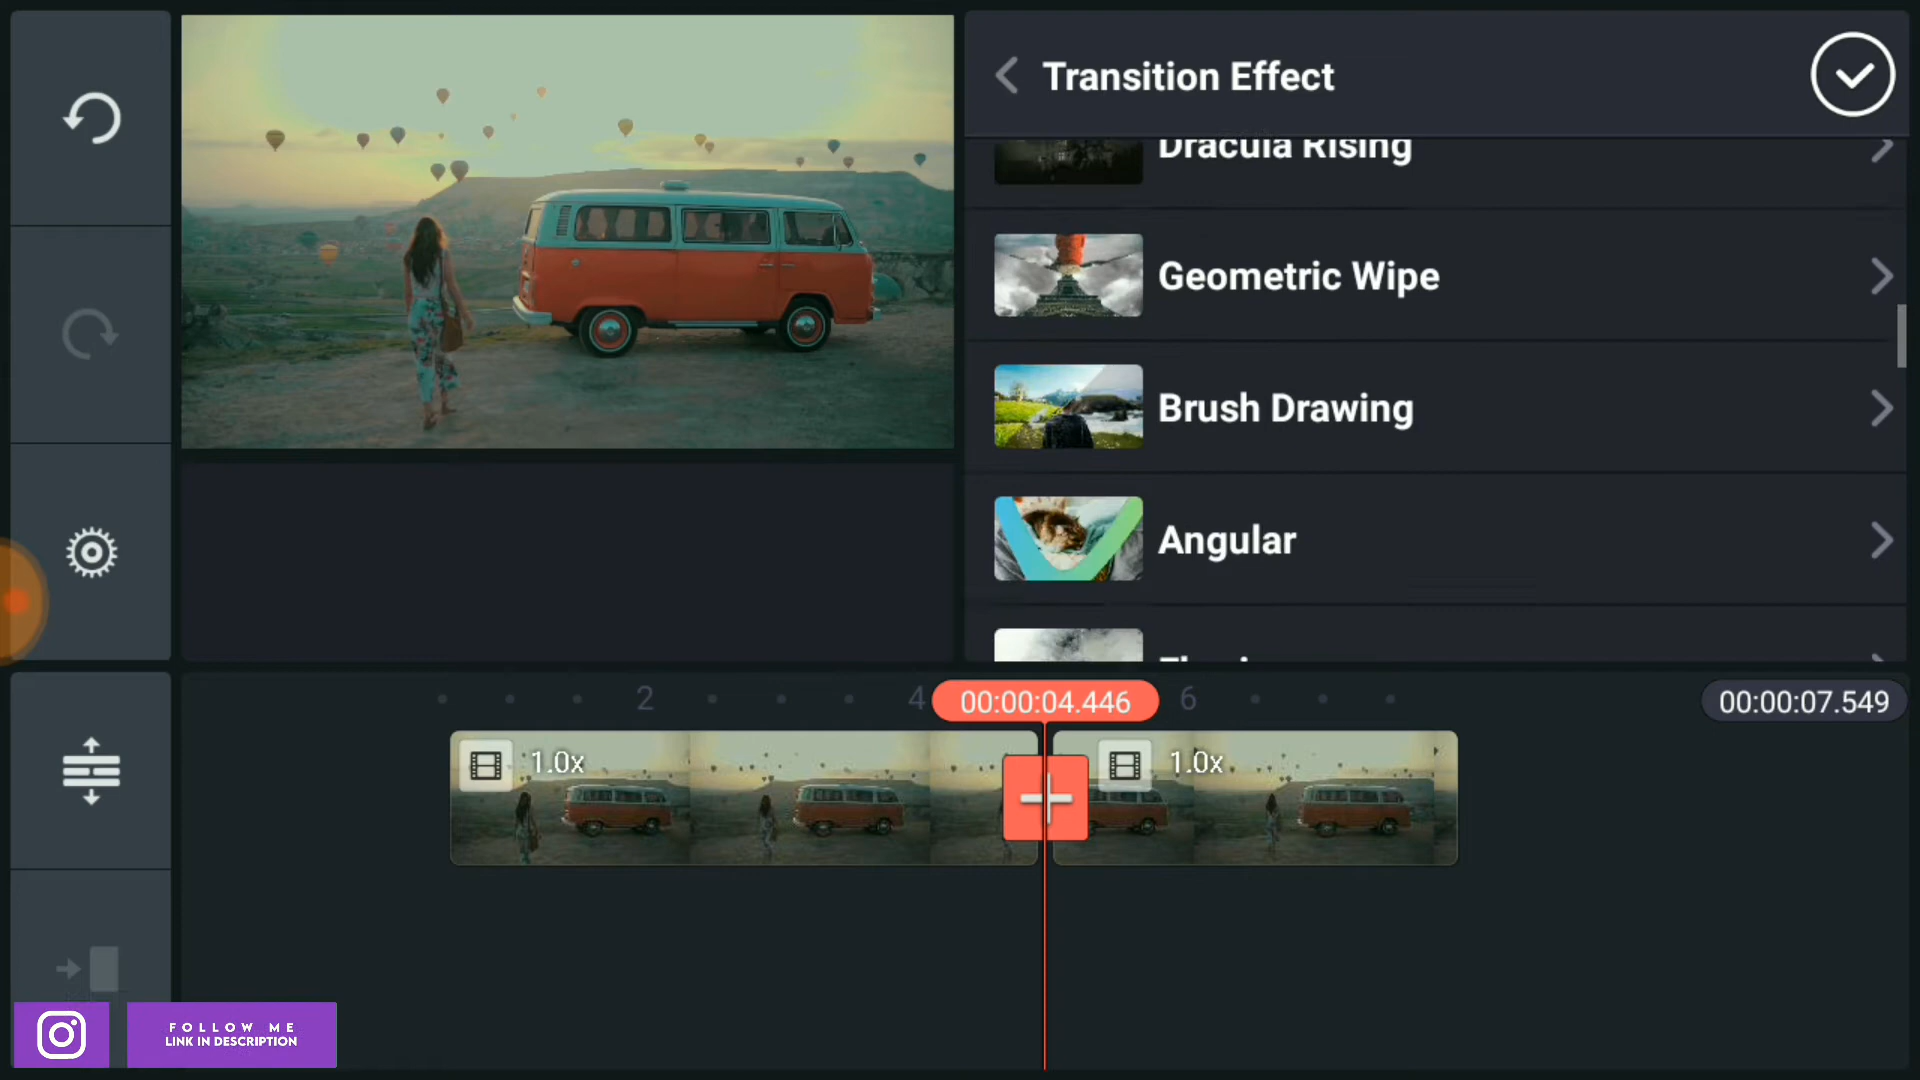 Transition Effect
Dracula Rising
Geometric Wipe
Brush Drawing
Angular
2
4
00:00:04.446
6
00:00:07.549
1.0x
1.0x
FOLLOW ME
LINK IN DESCRIPTION